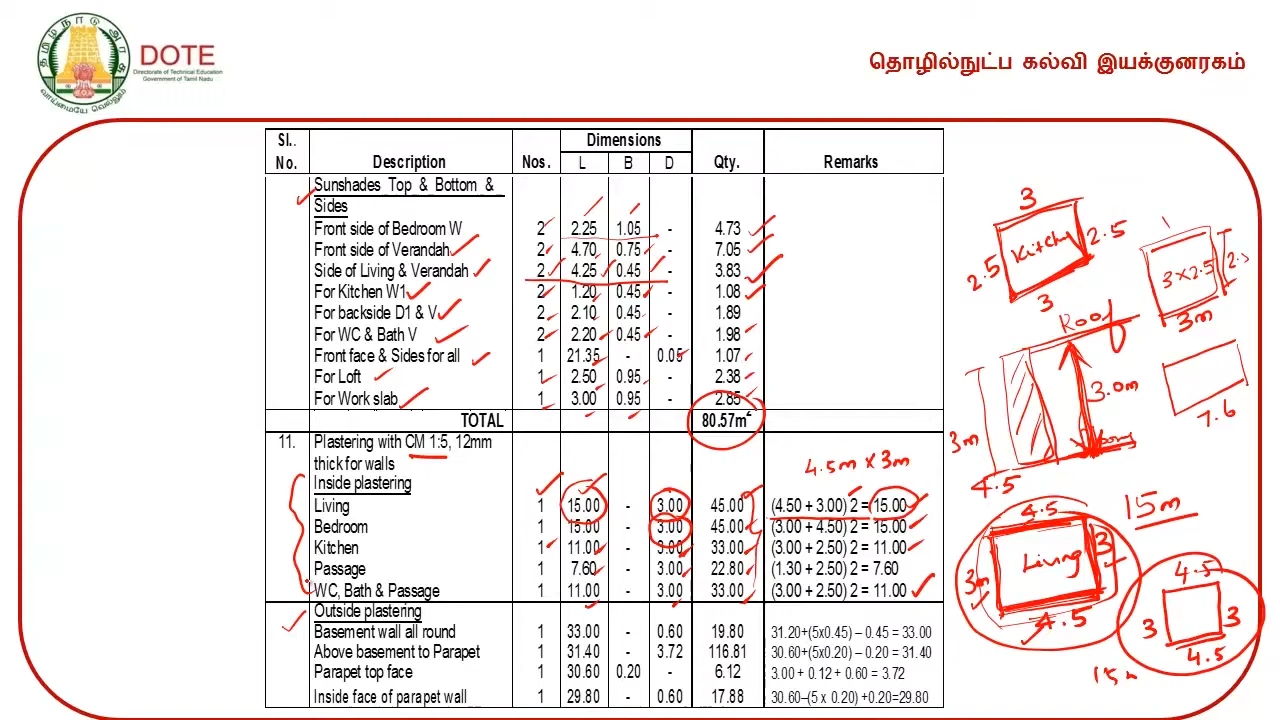 தமிழ்நாடு அரசு
வாய்மையே வெல்லும்
DOTE
Directorate of Technical Education
Government of Tamil Nadu
தொழில்நுட்ப கல்வி இயக்குனரகம்
Sl.. No. Description Nos. Dimensions L B D Qty. Remarks
Sunshades Top & Bottom &
Sides
Front side of Bedroom W 2 2.25 1.05 - 4.73
Front side of Verandah 2 4.70 0.75 - 7.05
Side of Living & Verandah 2 4.25 0.45 - 3.83
For Kitchen W1 2 1.20 0.45 - 1.08
For backside D1 & V 2 2.10 0.45 - 1.89
For WC & Bath V 2 2.20 0.45 - 1.98
Front face & Sides for all 1 21.35 - 0.05 1.07
For Loft 1 2.50 0.95 - 2.38
For Work slab 1 3.00 0.95 - 2.85
TOTAL 80.57m2
11. Plastering with CM 1:5, 12mm
thick for walls
Inside plastering
4.5m x 3m
Living 1 15.00 - 3.00 45.00 (4.50 + 3.00) 2 = 15.00
Bedroom 1 15.00 - 3.00 45.00 (3.00 + 4.50) 2 = 15.00
Kitchen 1 11.00 - 3.00 33.00 (3.00 + 2.50) 2 = 11.00
Passage 1 7.60 - 3.00 22.80 (1.30 + 2.50) 2 = 7.60
WC, Bath & Passage 1 11.00 - 3.00 33.00 (3.00 + 2.50) 2 = 11.00
Outside plastering
Basement wall all round 1 33.00 - 0.60 19.80 31.20+(5x0.45) – 0.45 = 33.00
Above basement to Parapet 1 31.40 - 3.72 116.81 30.60+(5x0.20) – 0.20 = 31.40
Parapet top face 1 30.60 0.20 - 6.12 3.00 + 0.12 + 0.60 = 3.72
Inside face of parapet wall 1 29.80 - 0.60 17.88 30.60–(5 x 0.20) +0.20=29.80
3
2.5 Kitchen 2.5
3
3 x 2.5
3m
Roof
3.0m
3m
4.5
7.6
4.5
3m Living 3
4.5
15m
4.5
3 3
4.5